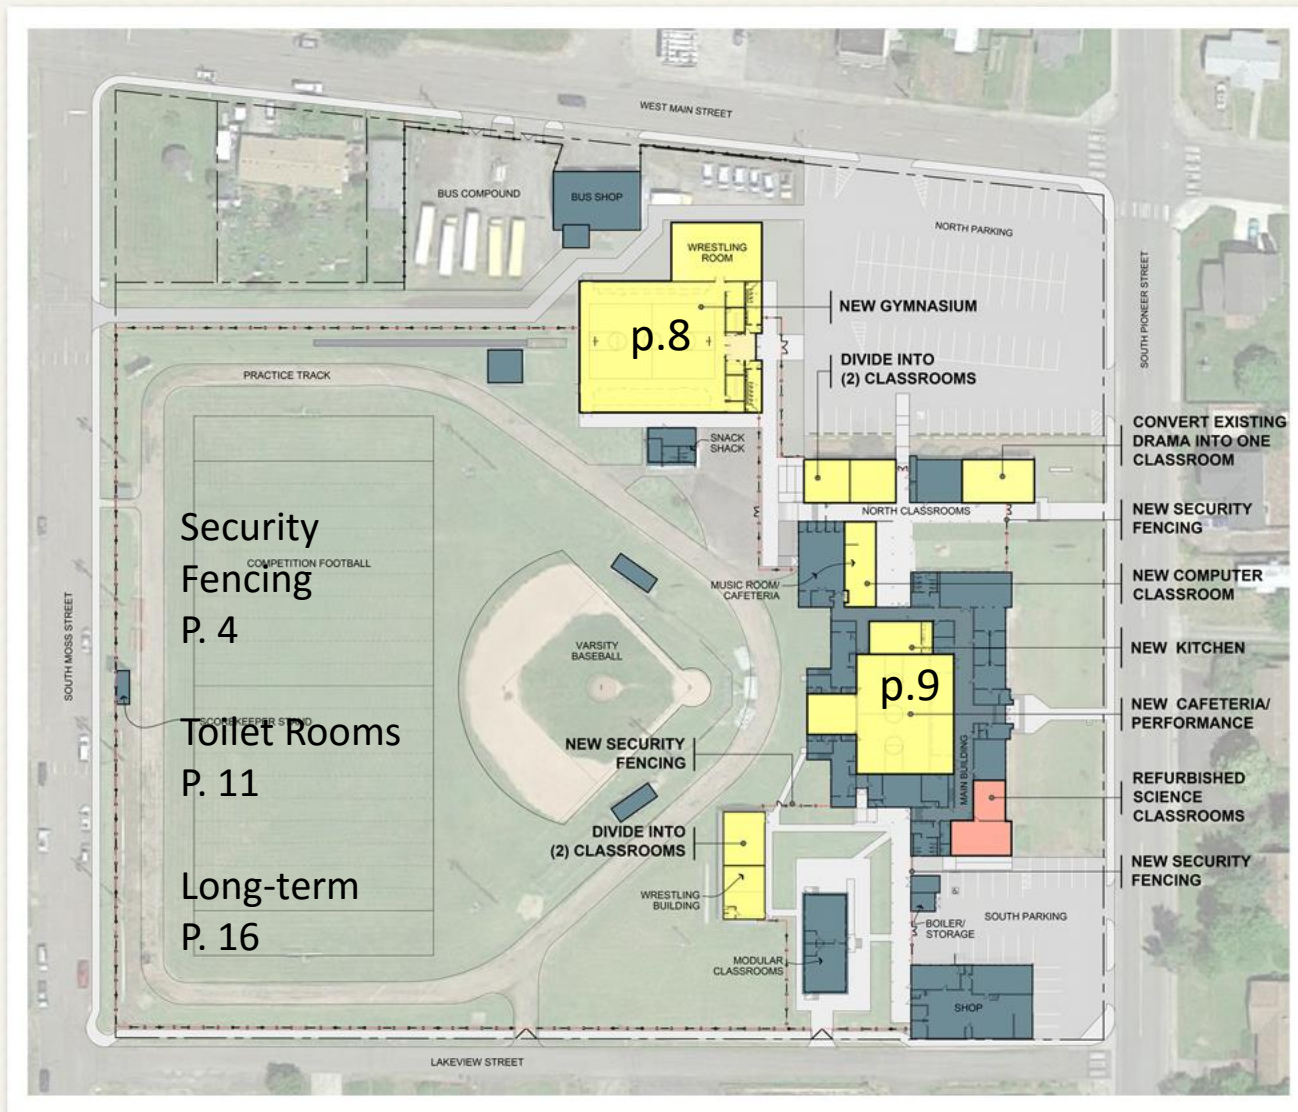 WEST MAIN STREET
BUS COMPOUND
BUS SHOP
NORTH PARKING
WRESTLING
ROOM
SOUTH PIONEER STREET
NEW GYMNASIUM
p.8
DIVIDE INTO
(2) CLASSROOMS
PRACTICE TRACK
SNACK
SHACK
CONVERT EXISTING
DRAMA INTO ONE
CLASSROOM
NORTH CLASSROOMS
NEW SECURITY
FENCING
Security
Fencing
P. 4
COMPETITION FOOTBALL
MUSIC ROOM/
CAFETERIA
NEW COMPUTER
CLASSROOM
SOUTH MOSS STREET
VARSITY
BASEBALL
NEW KITCHEN
p.9
NEW CAFETERIA/
PERFORMANCE
SCOREKEEPER STAND
Toilet Rooms
P. 11
NEW SECURITY
FENCING
MAIN BUILDING
REFURBISHED
SCIENCE
CLASSROOMS
DIVIDE INTO
(2) CLASSROOMS
NEW SECURITY
FENCING
Long-term
P. 16
WRESTLING
BUILDING
BOILER/
STORAGE
SOUTH PARKING
MODULAR
CLASSROOMS
SHOP
LAKEVIEW STREET